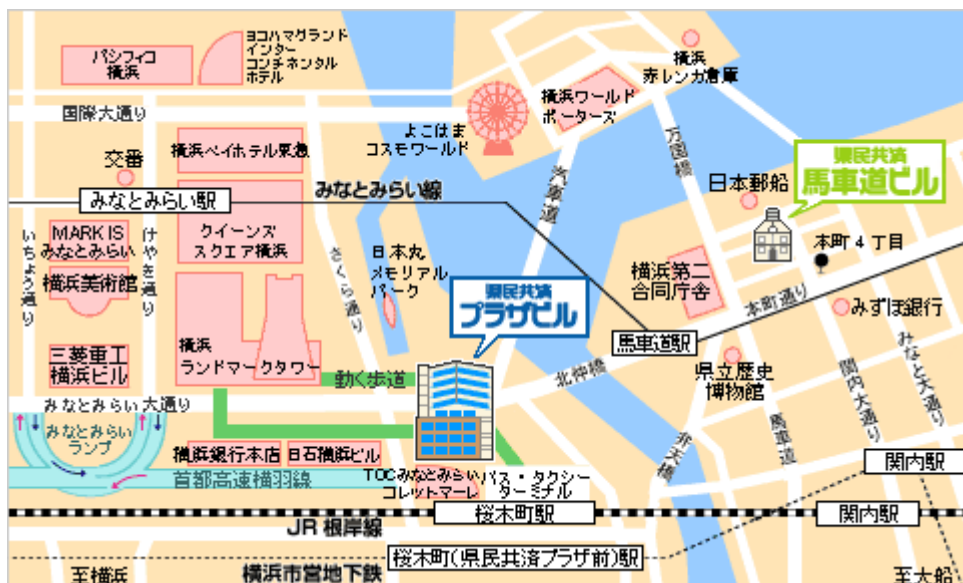 パシフィコ
横浜
ヨコハマグランド
インター
コンチネンタル
ホテル
横浜
赤レンガ倉庫
横浜ワールド
ポーターズ
国際大通り
よこはま
コスモワールド
万国橋
汽車道
横浜ベイホテル東急
交番
みなとみらい駅
みなとみらい線
日本郵船
県民共済
馬車道ビル
MARK IS
みなとみらい
クイーンズ
スクエア横浜
いちょう通り
けやき通り
さくら通り
日本丸
メモリアル
パーク
横浜美術館
横浜第二
合同庁舎
本町4丁目
本町通り
県民共済
プラザビル
みずほ銀行
馬車道駅
三菱重工
横浜ビル
横浜
ランドマークタワー
動く歩道
北仲橋
県立歴史
博物館
関内大通り
みなと大通り
みなとみらい大通り
みなとみらい
ランプ
弁天橋
馬車道
横浜銀行本店
日石横浜ビル
首都高速横羽線
TOCみなとみらい
コレットマーレ
バス・タクシー
ターミナル
関内駅
桜木町駅
関内駅
JR根岸線
桜木町(県民共済プラザ前)駅
至横浜
横浜市営地下鉄
至大船